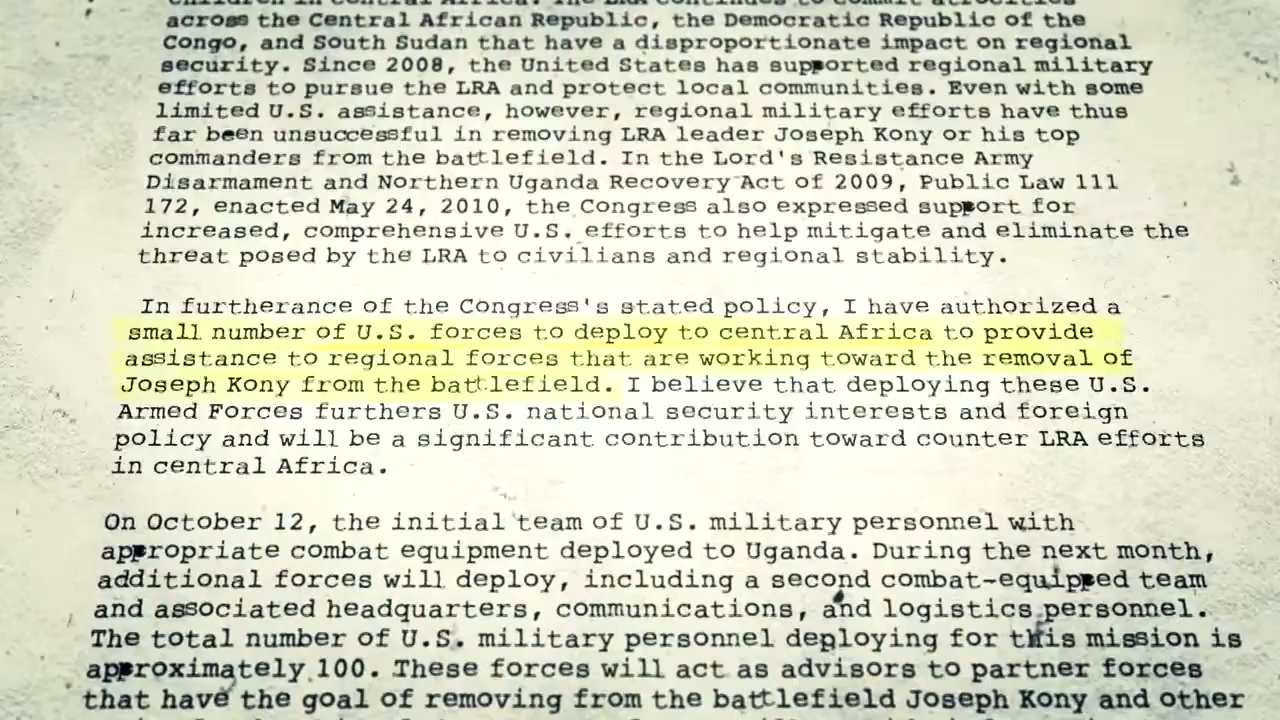 children in central Africa. The LRA continues to commit atrocities
across the Central African Republic, the Democratic Republic of the
Congo, and South Sudan that have a disproportionate impact on regional
security. Since 2008, the United States has supported regional military
efforts to pursue the LRA and protect local communities. Even with some
limited U.S. assistance, however, regional military efforts have thus
far been unsuccessful in removing LRA leader Joseph Kony or his top
commanders from the battlefield. In the Lord's Resistance Army
Disarmament and Northern Uganda Recovery Act of 2009, Public Law 111
172, enacted May 24, 2010, the Congress also expressed support for
increased, comprehensive U.S. efforts to help mitigate and eliminate the
threat posed by the LRA to civilians and regional stability.
In furtherance of the Congress's stated policy, I have authorized a
small number of U.S. forces to deploy to central Africa to provide
assistance to regional forces that are working toward the removal of
Joseph Kony from the battlefield. I believe that deploying these U.S.
Armed Forces furthers U.S. national security interests and foreign
policy and will be a significant contribution toward counter LRA efforts
in central Africa.
On October 12, the initial team of U.S. military personnel with
appropriate combat equipment deployed to Uganda. During the next month,
additional forces will deploy, including a second combat-equipped team
and associated headquarters, communications, and logistics personnel.
The total number of U.S. military personnel deploying for this mission is
approximately 100. These forces will act as advisors to partner forces
that have the goal of removing from the battlefield Joseph Kony and other